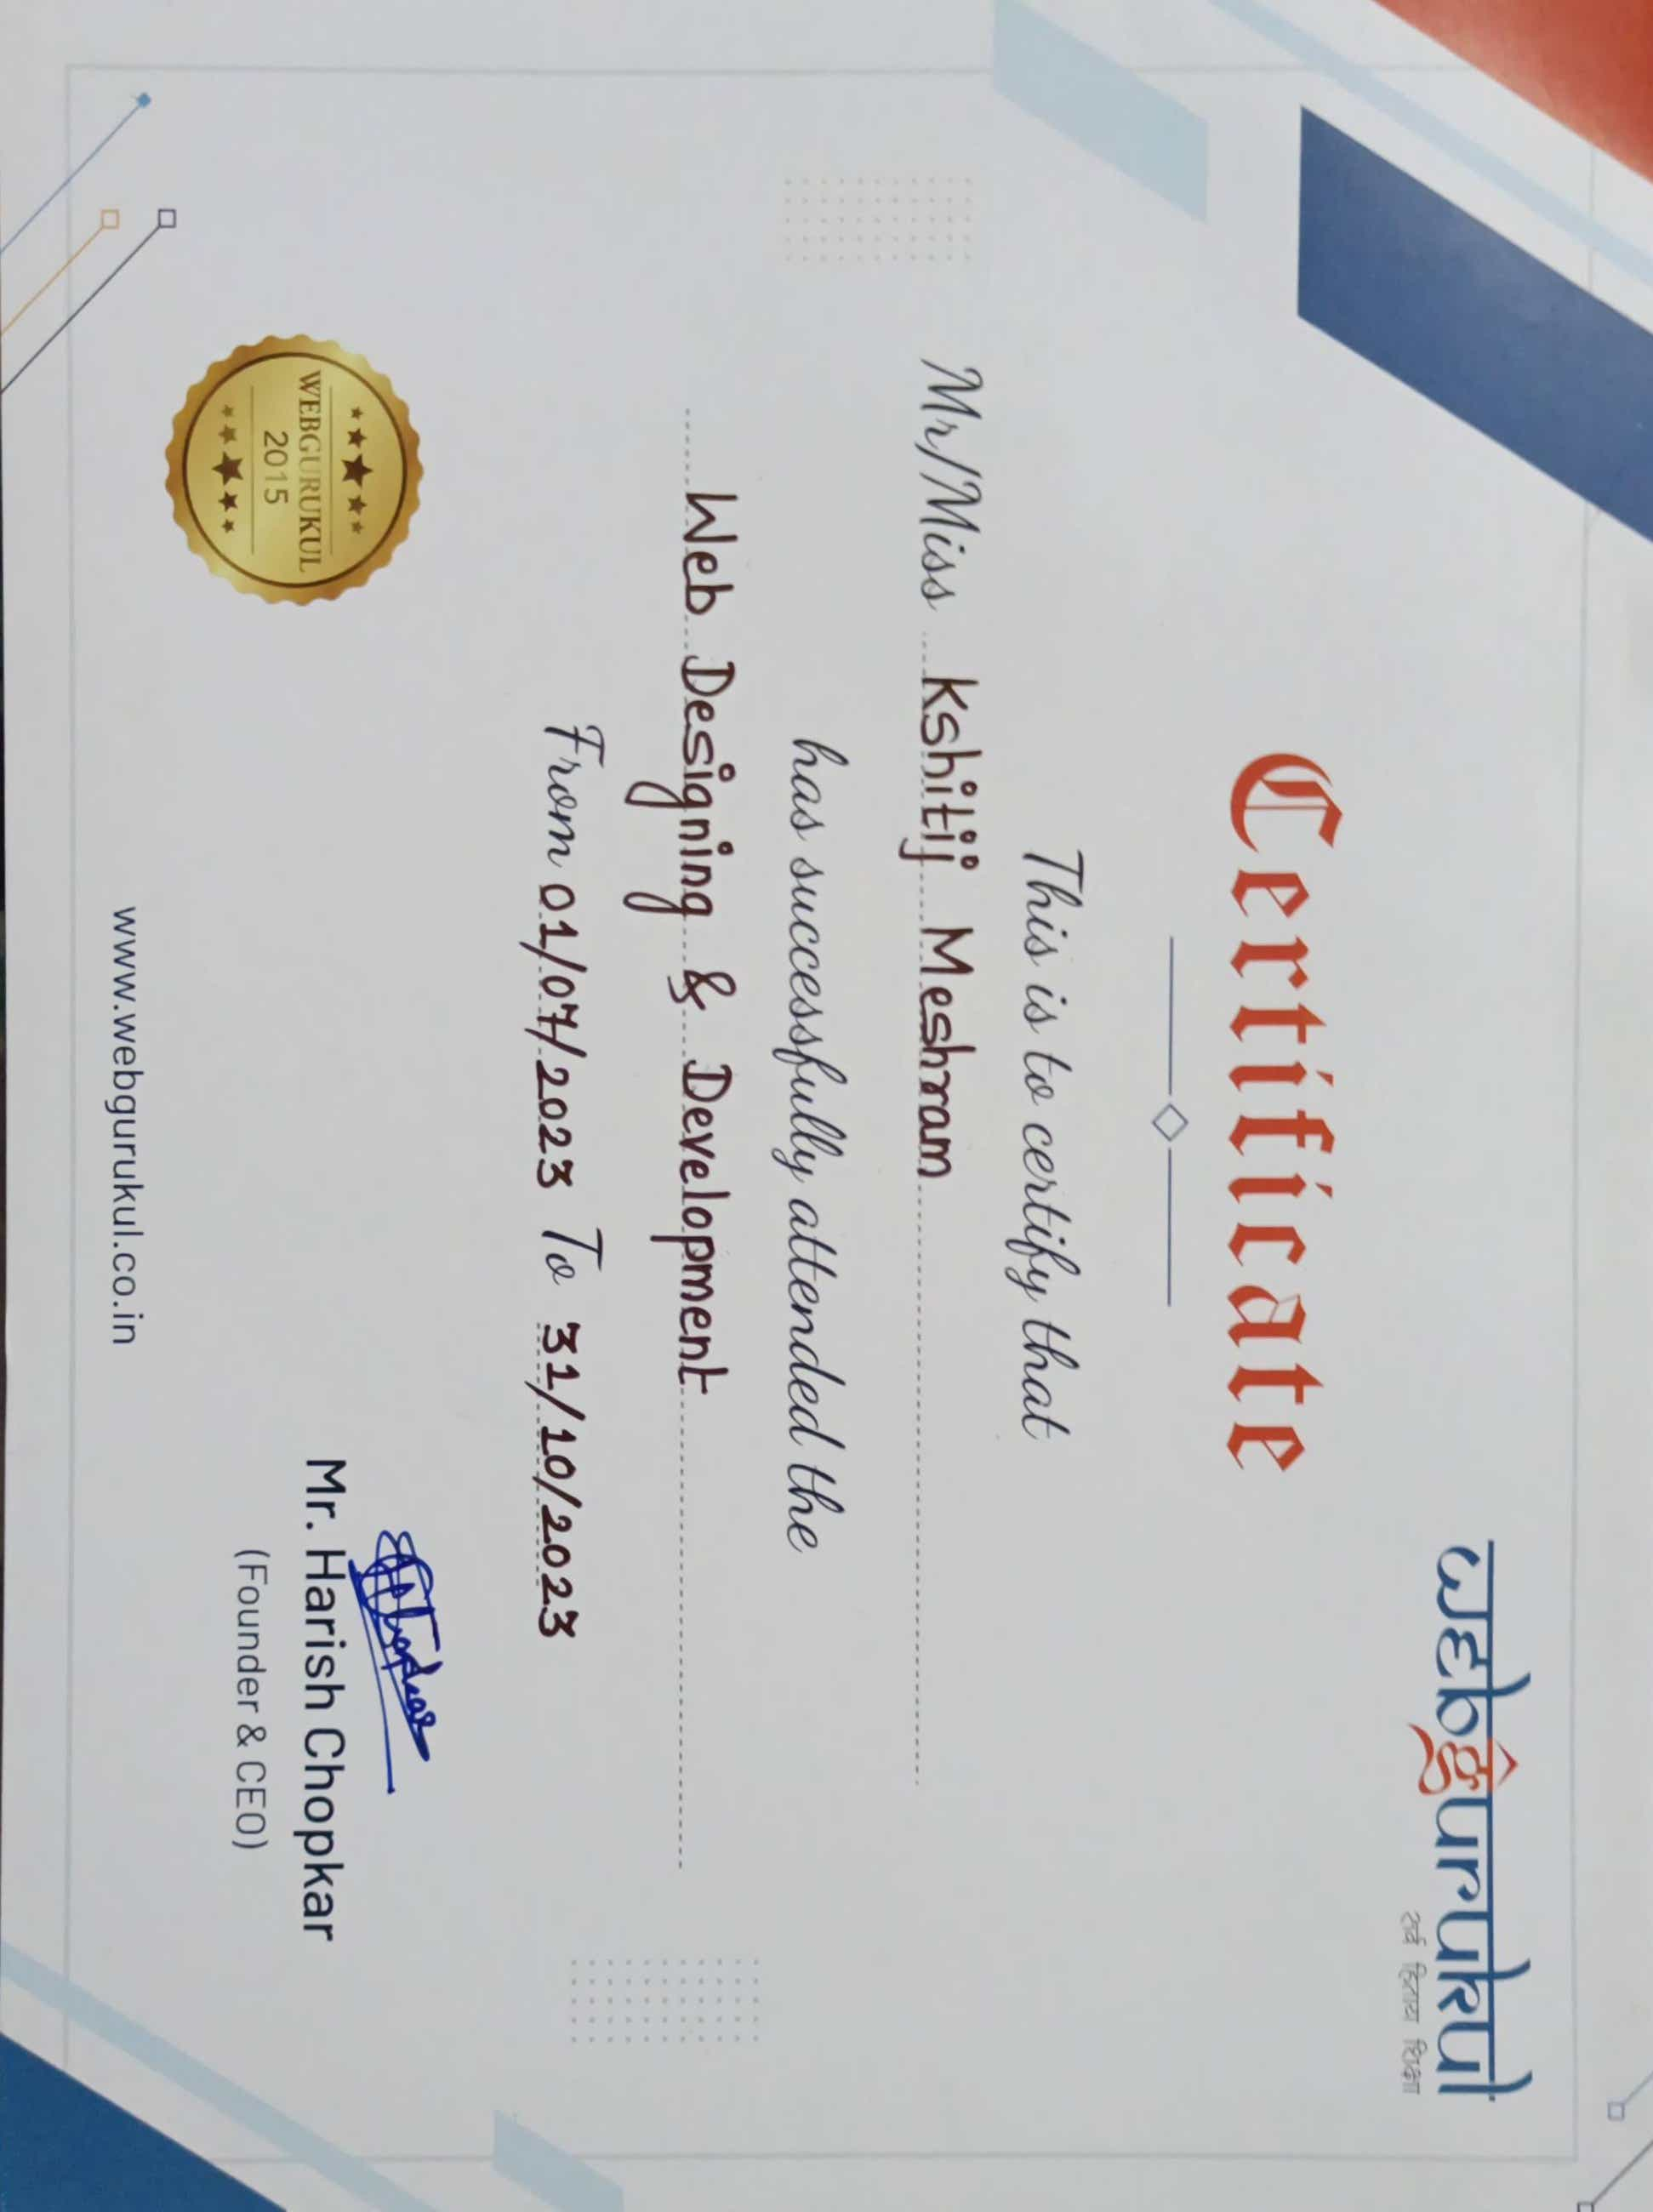 webgurukul
सर्व हिताय शिक्षा
Certificate
This is to certify that
Mr/Miss Kshitij Meshram
has successfully attended the
Web Designing & Development
From 01/07/2023 To 31/10/2023
WEBGURUKUL
2015
Mr. Harish Chopkar
(Founder & CEO)
www.webgurukul.co.in